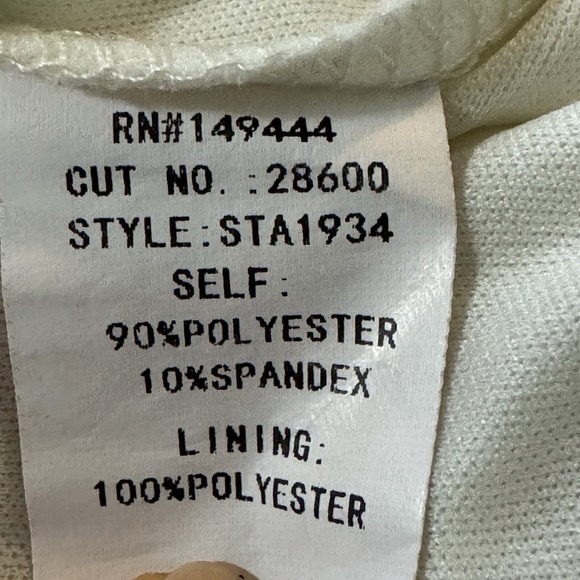 RN#149444
CUT NO.:28600
STYLE:STA1934
SELF:
90%POLYESTER
10%SPANDEX
LINING:
100%POLYESTER